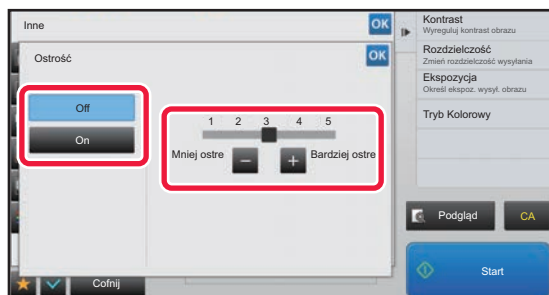 Inne
OK
Ostrość
OK
Off
On
1 2 3 4 5
Mniej ostre
Bardziej ostre
Cofnij
Kontrast
Wyreguluj kontrast obrazu
Rozdzielczość
Zmień rozdzielczość wysyłania
Ekspozycja
Określ ekspoz. wysył. obrazu
Tryb Kolorowy
Podgląd
CA
Start